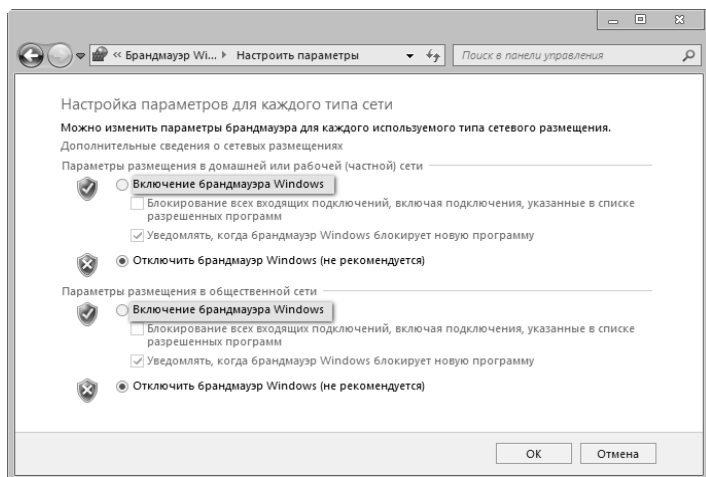 « Брандмауэр Wi... Настроить параметры
Поиск в панели управления
Настройка параметров для каждого типа сети
Можно изменить параметры брандмауэра для каждого используемого типа сетевого размещения.
Дополнительные сведения о сетевых размещениях
Параметры размещения в домашней или рабочей (частной) сети
Включение брандмауэра Windows
Блокирование всех входящих подключений, включая подключения, указанные в списке
разрешенных программ
Уведомлять, когда брандмауэр Windows блокирует новую программу
Отключить брандмауэр Windows (не рекомендуется)
Параметры размещения в общественной сети
Включение брандмауэра Windows
Блокирование всех входящих подключений, включая подключения, указанные в списке
разрешенных программ
Уведомлять, когда брандмауэр Windows блокирует новую программу
Отключить брандмауэр Windows (не рекомендуется)
ОК Отмена